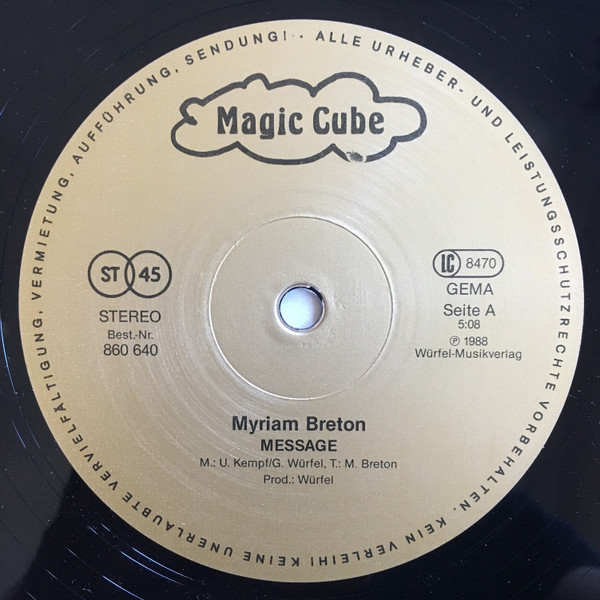 ALLE URHEBER- UND LEISTUNGSSCHUTZRECHTE VORBEHALTEN. KEIN VERLEIH! KEINE UNERLAUBTE VERVIELFÄLTIGUNG, VERMIETUNG, AUFFÜHRUNG, SENDUNG! ··
Magic Cube
ST 45
STEREO
Best.-Nr.
860 640
LC 8470
GEMA
Seite A
5:08
℗ 1988
Würfel-Musikverlag
Myriam Breton
MESSAGE
M.: U. Kempf/G. Würfel, T.: M. Breton
Prod.: Würfel